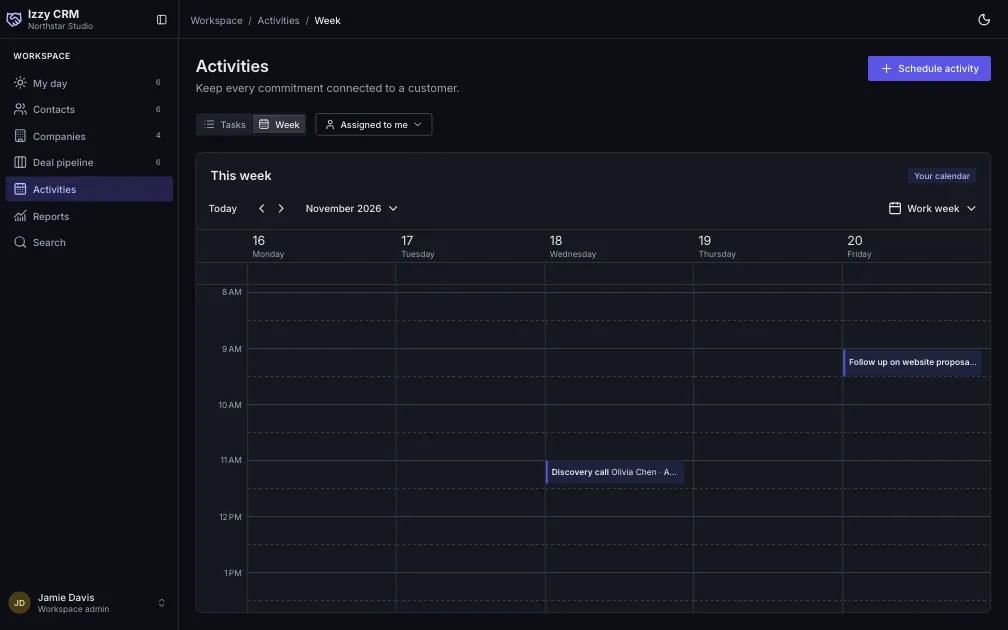 Izzy CRM
Northstar Studio
Workspace / Activities / Week
WORKSPACE
My day 6
Contacts 6
Companies 4
Deal pipeline 6
Activities
Reports
Search
Activities
Keep every commitment connected to a customer.
Schedule activity
Tasks Week Assigned to me
This week
Your calendar
Today November 2026 Work week
16 17 18 19 20
Monday Tuesday Wednesday Thursday Friday
8 AM
9 AM
Follow up on website proposa...
10 AM
11 AM
Discovery call Olivia Chen · A...
12 PM
1 PM
JD
Jamie Davis
Workspace admin